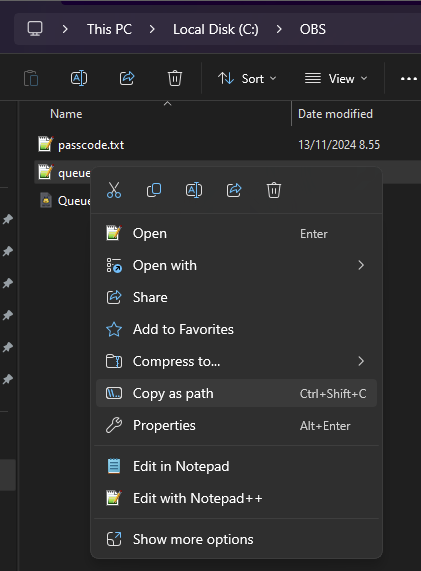 This PC > Local Disk (C:) > OBS
Sort View
Name Date modified
passcode.txt 13/11/2024 8.55
queue
Queue
Open Enter
Open with
Share
Add to Favorites
Compress to...
Copy as path Ctrl+Shift+C
Properties Alt+Enter
Edit in Notepad
Edit with Notepad++
Show more options